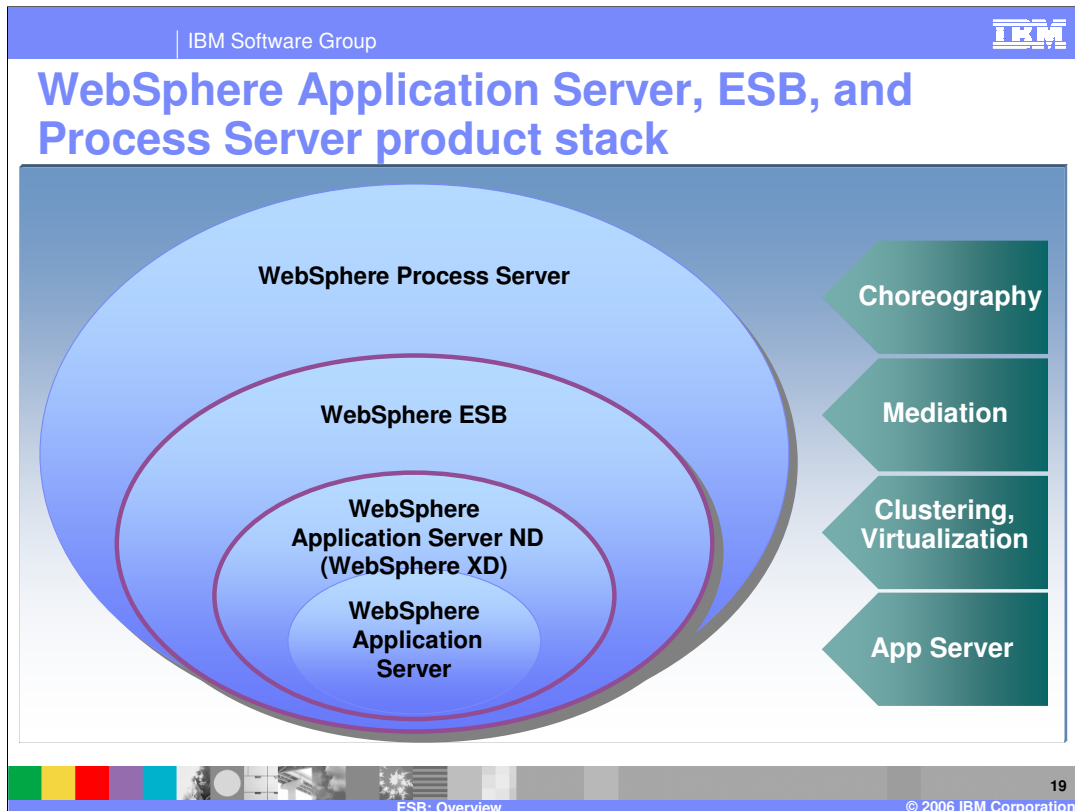 IBM Software Group
IBM
WebSphere Application Server, ESB, and
Process Server product stack
WebSphere Process Server
WebSphere ESB
WebSphere
Application Server ND
(WebSphere XD)
WebSphere
Application
Server
Choreography
Mediation
Clustering,
Virtualization
App Server
19
ESB: Overview
© 2006 IBM Corporation